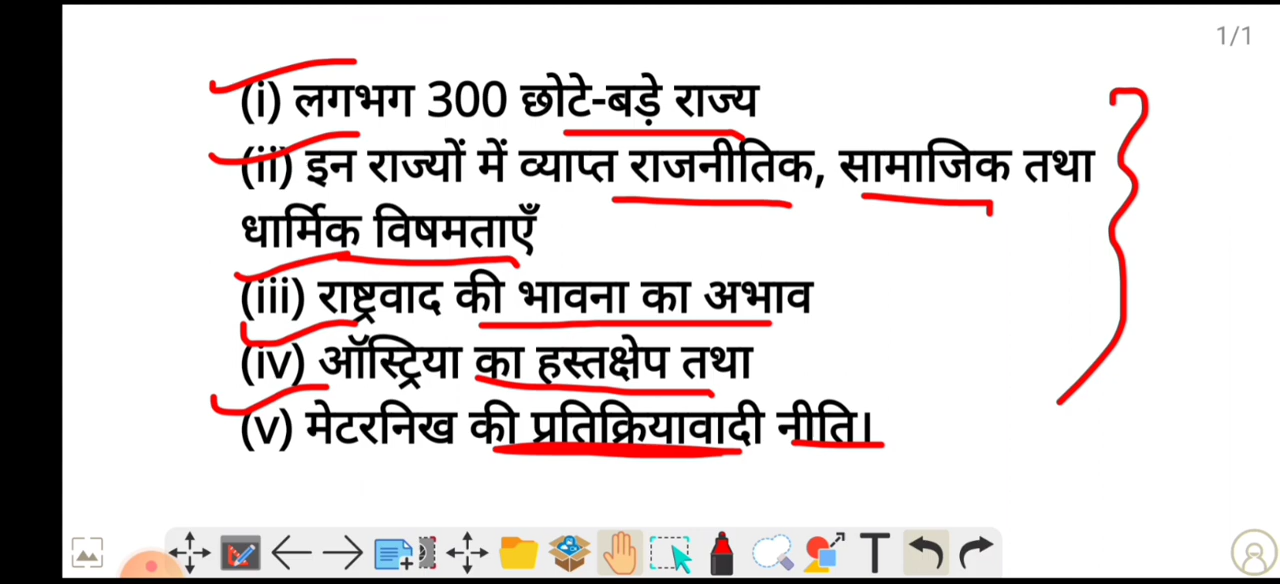 1/1
(i) लगभग 300 छोटे-बड़े राज्य
(ii) इन राज्यों में व्याप्त राजनीतिक, सामाजिक तथा
धार्मिक विषमताएँ
(iii) राष्ट्रवाद की भावना का अभाव
(iv) ऑस्ट्रिया का हस्तक्षेप तथा
(v) मेटरनिख की प्रतिक्रियावादी नीति।